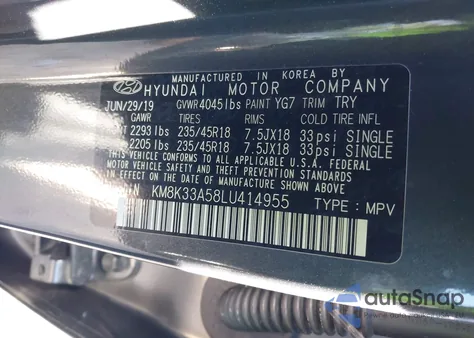 MANUFACTURED IN KOREA BY
HYUNDAI MOTOR COMPANY
JUN/29/19 GVWR 4045 lbs PAINT YG7 TRIM TRY
GAWR TIRES RIMS COLD TIRE INFL
2293 lbs 235/45R18 7.5JX18 33psi SINGLE
2205 lbs 235/45R18 7.5JX18 33psi SINGLE
VEHICLE CONFORMS TO ALL APPLICABLE U.S.A. FEDERAL
MOTOR VEHICLE SAFETY, BUMPER, AND THEFT PREVENTION STANDARDS
IN EFFECT ON THE DATE OF MANUFACTURE SHOWN ABOVE.
KM8K33A58LU414955 TYPE : MPV
autoSnap